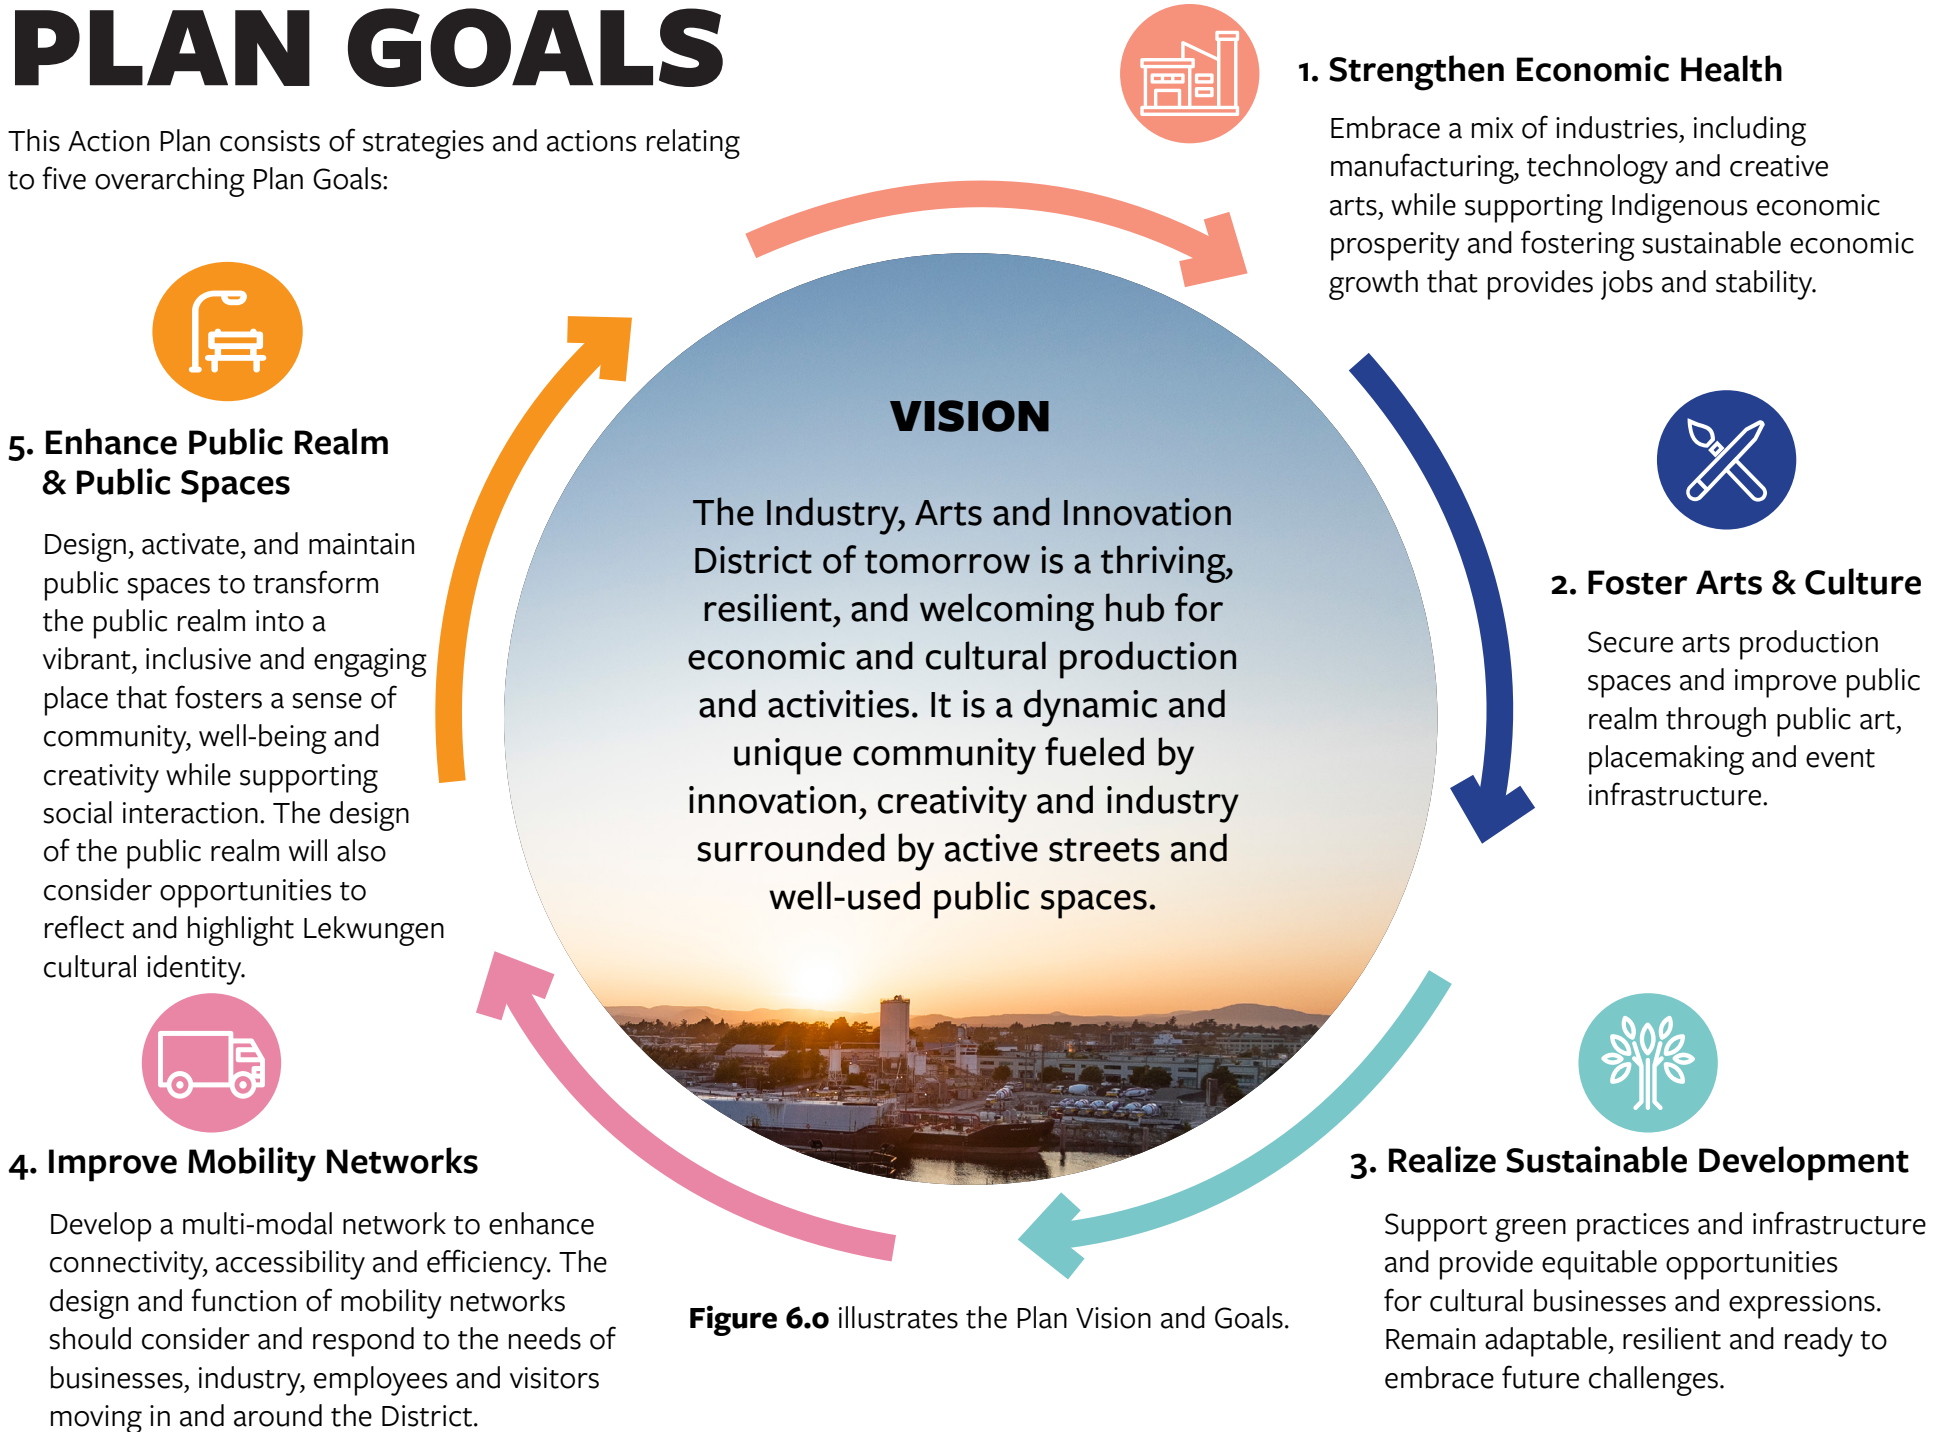 PLAN GOALS
This Action Plan consists of strategies and actions relating
to five overarching Plan Goals:
1. Strengthen Economic Health
Embrace a mix of industries, including
manufacturing, technology and creative
arts, while supporting Indigenous economic
prosperity and fostering sustainable economic
growth that provides jobs and stability.
2. Foster Arts & Culture
Secure arts production
spaces and improve public
realm through public art,
placemaking and event
infrastructure.
3. Realize Sustainable Development
Support green practices and infrastructure
and provide equitable opportunities
for cultural businesses and expressions.
Remain adaptable, resilient and ready to
embrace future challenges.
4. Improve Mobility Networks
Develop a multi-modal network to enhance
connectivity, accessibility and efficiency. The
design and function of mobility networks
should consider and respond to the needs of
businesses, industry, employees and visitors
moving in and around the District.
5. Enhance Public Realm
& Public Spaces
Design, activate, and maintain
public spaces to transform
the public realm into a
vibrant, inclusive and engaging
place that fosters a sense of
community, well-being and
creativity while supporting
social interaction. The design
of the public realm will also
consider opportunities to
reflect and highlight Lekwungen
cultural identity.
VISION
The Industry, Arts and Innovation
District of tomorrow is a thriving,
resilient, and welcoming hub for
economic and cultural production
and activities. It is a dynamic and
unique community fueled by
innovation, creativity and industry
surrounded by active streets and
well-used public spaces.
Figure 6.0 illustrates the Plan Vision and Goals.